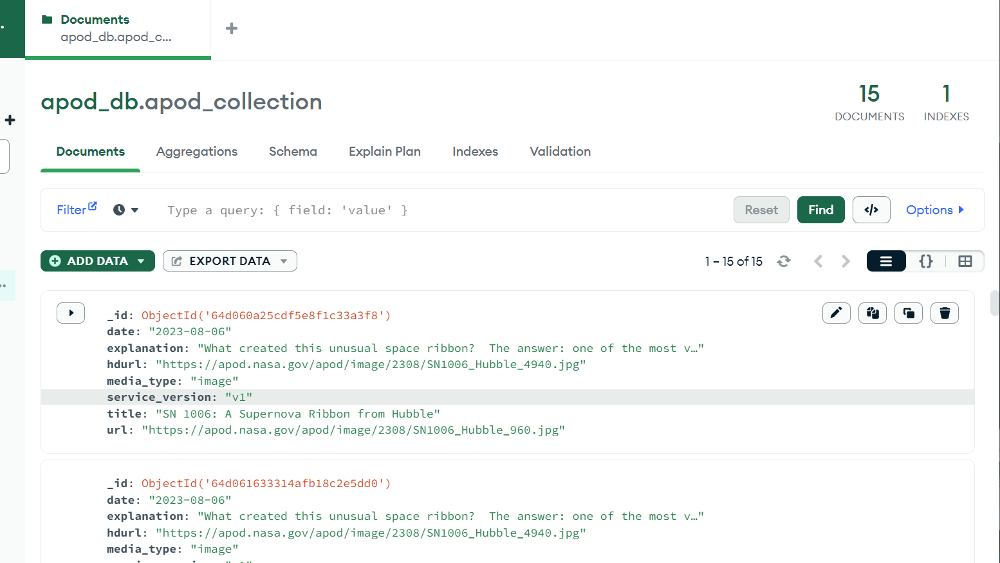 Documents
apod_db.apod_c...
apod_db.apod_collection
15
DOCUMENTS
1
INDEXES
Documents
Aggregations
Schema
Explain Plan
Indexes
Validation
Filter
Type a query: { field: 'value' }
Reset
Find
</>
Options
ADD DATA
EXPORT DATA
1 – 15 of 15
{}
_id: ObjectId('64d060a25cdf5e8f1c33a3f8')
date: "2023-08-06"
explanation: "What created this unusual space ribbon?  The answer: one of the most v…"
hdurl: "https://apod.nasa.gov/apod/image/2308/SN1006_Hubble_4940.jpg"
media_type: "image"
service_version: "v1"
title: "SN 1006: A Supernova Ribbon from Hubble"
url: "https://apod.nasa.gov/apod/image/2308/SN1006_Hubble_960.jpg"
_id: ObjectId('64d061633314afb18c2e5dd0')
date: "2023-08-06"
explanation: "What created this unusual space ribbon?  The answer: one of the most v…"
hdurl: "https://apod.nasa.gov/apod/image/2308/SN1006_Hubble_4940.jpg"
media_type: "image"